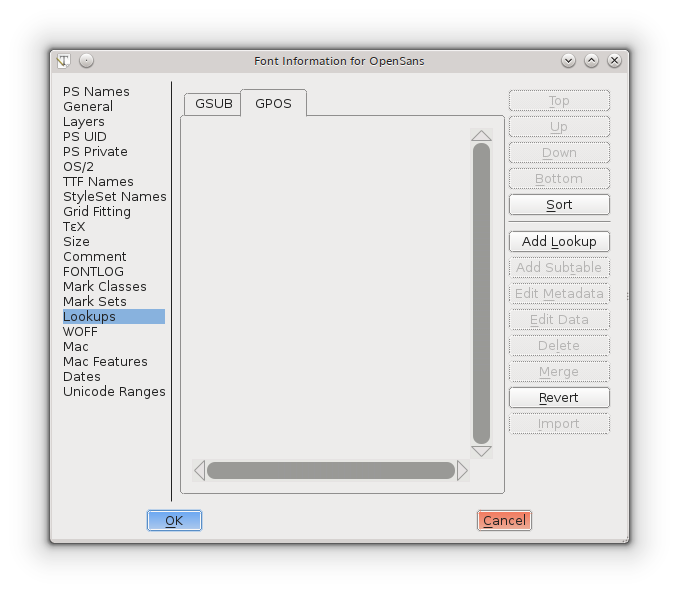 Font Information for OpenSans
PS Names
General
Layers
PS UID
PS Private
OS/2
TTF Names
StyleSet Names
Grid Fitting
TεX
Size
Comment
FONTLOG
Mark Classes
Mark Sets
Lookups
WOFF
Mac
Mac Features
Dates
Unicode Ranges
GSUB GPOS
Top
Up
Down
Bottom
Sort
Add Lookup
Add Subtable
Edit Metadata
Edit Data
Delete
Merge
Revert
Import
OK
Cancel